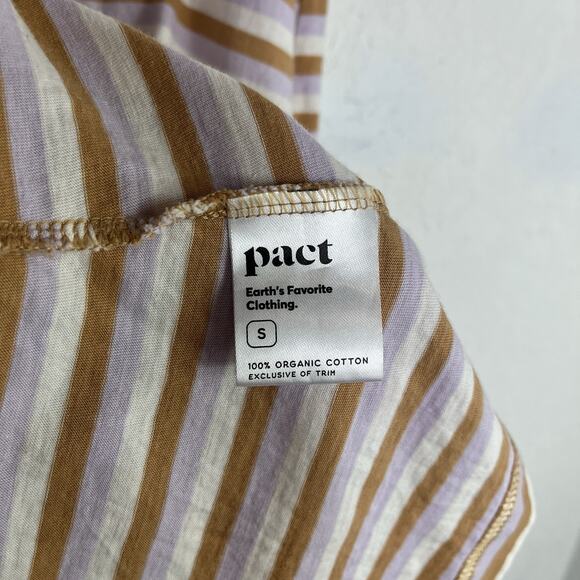 pact
Earth's Favorite
Clothing.
S
100% ORGANIC COTTON
EXCLUSIVE OF TRIM